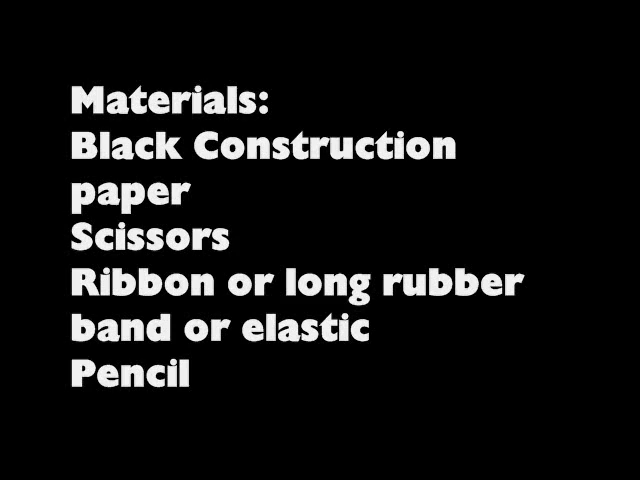 Materials:
Black Construction
paper
Scissors
Ribbon or long rubber
band or elastic
Pencil